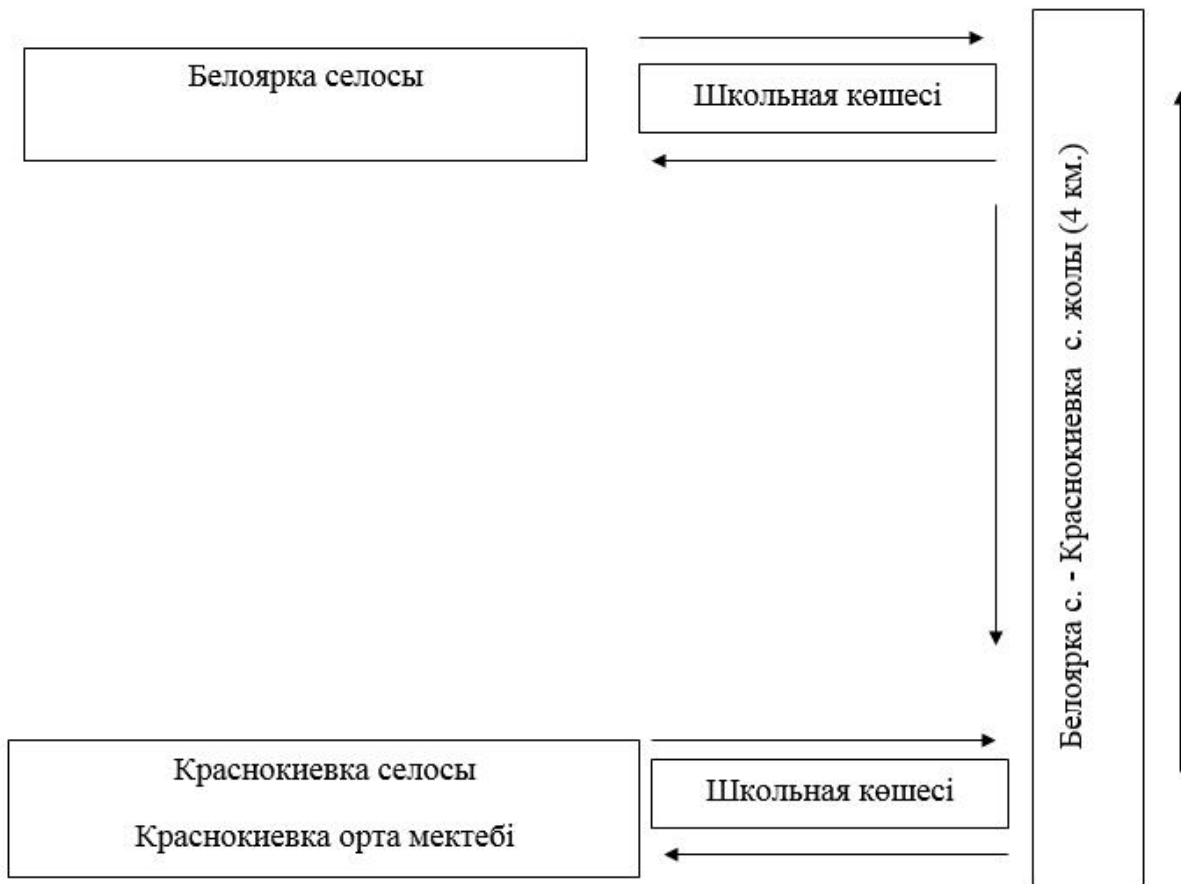 Белоярка селосы
Школьная көшесі
Белоярка с. - Краснокиевка с. жолы (4 км.)
Краснокиевка селосы
Краснокиевка орта мектебі
Школьная көшесі